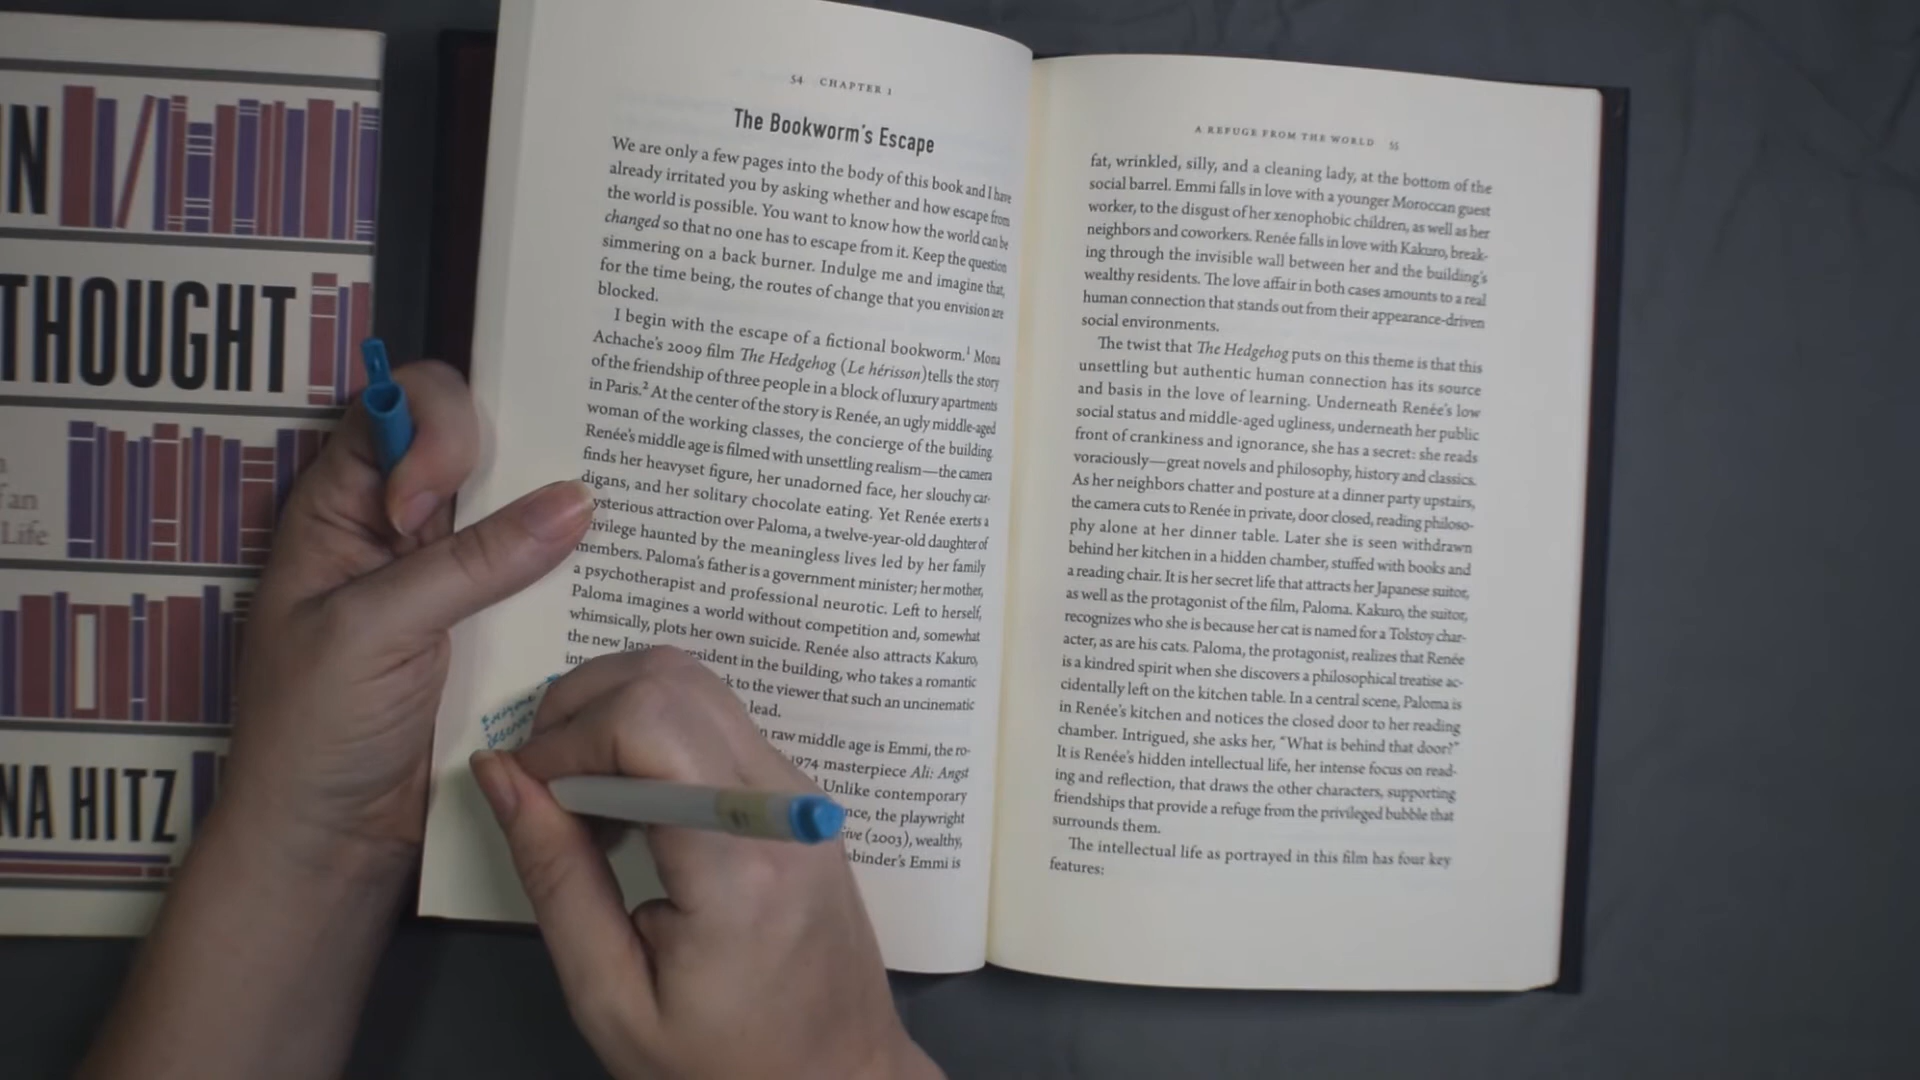 N
THOUGHT
f an
Life
NA HITZ
54 CHAPTER 1
The Bookworm's Escape
We are only a few pages into the body of this book and I have
already irritated you by asking whether and how escape from
the world is possible. You want to know how the world can be
changed so that no one has to escape from it. Keep the question
simmering on a back burner. Indulge me and imagine that,
for the time being, the routes of change that you envision are
blocked.
I begin with the escape of a fictional bookworm.¹ Mona
Achache's 2009 film The Hedgehog (Le hérisson) tells the story
of the friendship of three people in a block of luxury apartments
in Paris.² At the center of the story is Renée, an ugly middle-aged
woman of the working classes, the concierge of the building.
Renée's middle age is filmed with unsettling realism—the camera
finds her heavyset figure, her unadorned face, her slouchy car-
digans, and her solitary chocolate eating. Yet Renée exerts a
ysterious attraction over Paloma, a twelve-year-old daughter of
ivilege haunted by the meaningless lives led by her family
members. Paloma's father is a government minister; her mother,
a psychotherapist and professional neurotic. Left to herself,
Paloma imagines a world without competition and, somewhat
whimsically, plots her own suicide. Renée also attracts Kakuro,
the new Japa resident in the building, who takes a romantic
inte k to the viewer that such an uncinematic
lead.
n raw middle age is Emmi, the ro-
1974 masterpiece Ali: Angst
Unlike contemporary
nce, the playwright
Give (2003), wealthy,
sbinder's Emmi is
A REFUGE FROM THE WORLD 55
fat, wrinkled, silly, and a cleaning lady, at the bottom of the
social barrel. Emmi falls in love with a younger Moroccan guest
worker, to the disgust of her xenophobic children, as well as her
neighbors and coworkers. Renée falls in love with Kakuro, break-
ing through the invisible wall between her and the building's
wealthy residents. The love affair in both cases amounts to a real
human connection that stands out from their appearance-driven
social environments.
The twist that The Hedgehog puts on this theme is that this
unsettling but authentic human connection has its source
and basis in the love of learning. Underneath Renée's low
social status and middle-aged ugliness, underneath her public
front of crankiness and ignorance, she has a secret: she reads
voraciously—great novels and philosophy, history and classics.
As her neighbors chatter and posture at a dinner party upstairs,
the camera cuts to Renée in private, door closed, reading philoso-
phy alone at her dinner table. Later she is seen withdrawn
behind her kitchen in a hidden chamber, stuffed with books and
a reading chair. It is her secret life that attracts her Japanese suitor,
as well as the protagonist of the film, Paloma. Kakuro, the suitor,
recognizes who she is because her cat is named for a Tolstoy char-
acter, as are his cats. Paloma, the protagonist, realizes that Renée
is a kindred spirit when she discovers a philosophical treatise ac-
cidentally left on the kitchen table. In a central scene, Paloma is
in Renée's kitchen and notices the closed door to her reading
chamber. Intrigued, she asks her, “What is behind that door?”
It is Renée's hidden intellectual life, her intense focus on read-
ing and reflection, that draws the other characters, supporting
friendships that provide a refuge from the privileged bubble that
surrounds them.
The intellectual life as portrayed in this film has four key
features: